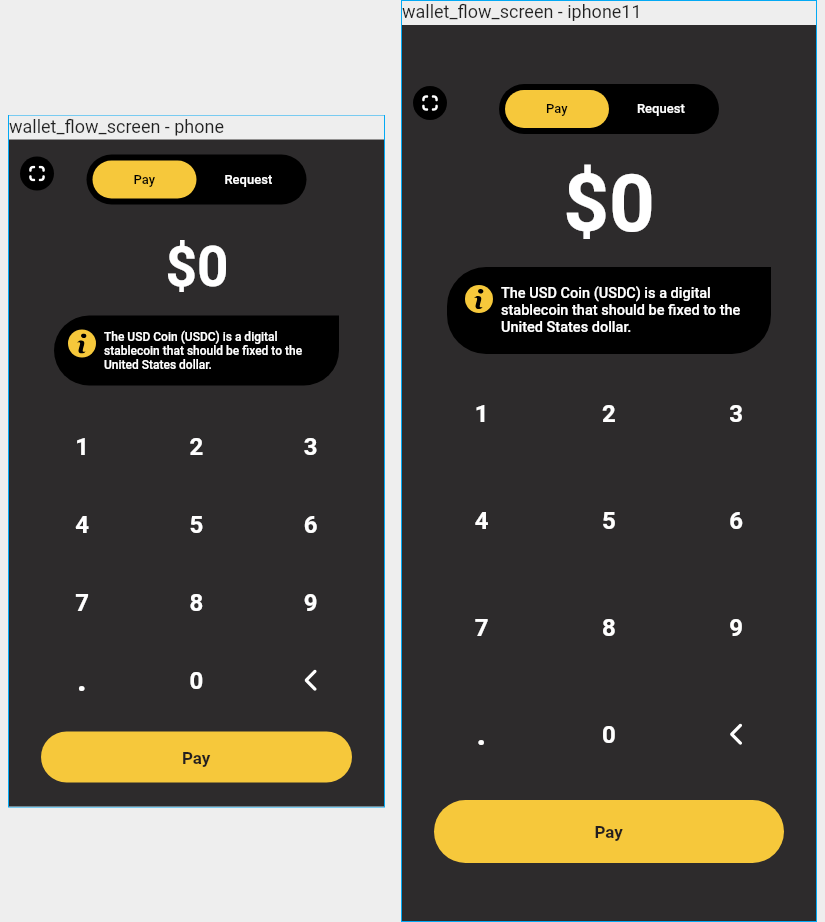 wallet_flow_screen - phone
Pay
Request
$0
i
The USD Coin (USDC) is a digital
stablecoin that should be fixed to the
United States dollar.
1 2 3
4 5 6
7 8 9
. 0
Pay
wallet_flow_screen - iphone11
Pay
Request
$0
i
The USD Coin (USDC) is a digital
stablecoin that should be fixed to the
United States dollar.
1 2 3
4 5 6
7 8 9
. 0
Pay